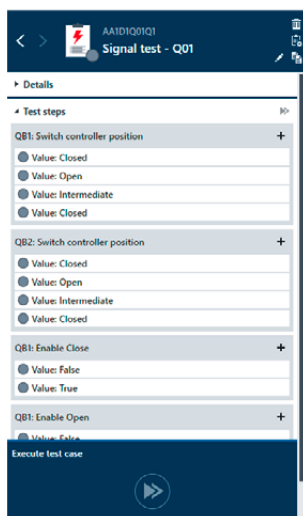 AA1D1Q01Q1
Signal test - Q01
Details
Test steps
QB1: Switch controller position
Value: Closed
Value: Open
Value: Intermediate
Value: Closed
QB2: Switch controller position
Value: Closed
Value: Open
Value: Intermediate
Value: Closed
QB1: Enable Close
Value: False
Value: True
QB1: Enable Open
Value: False
Execute test case